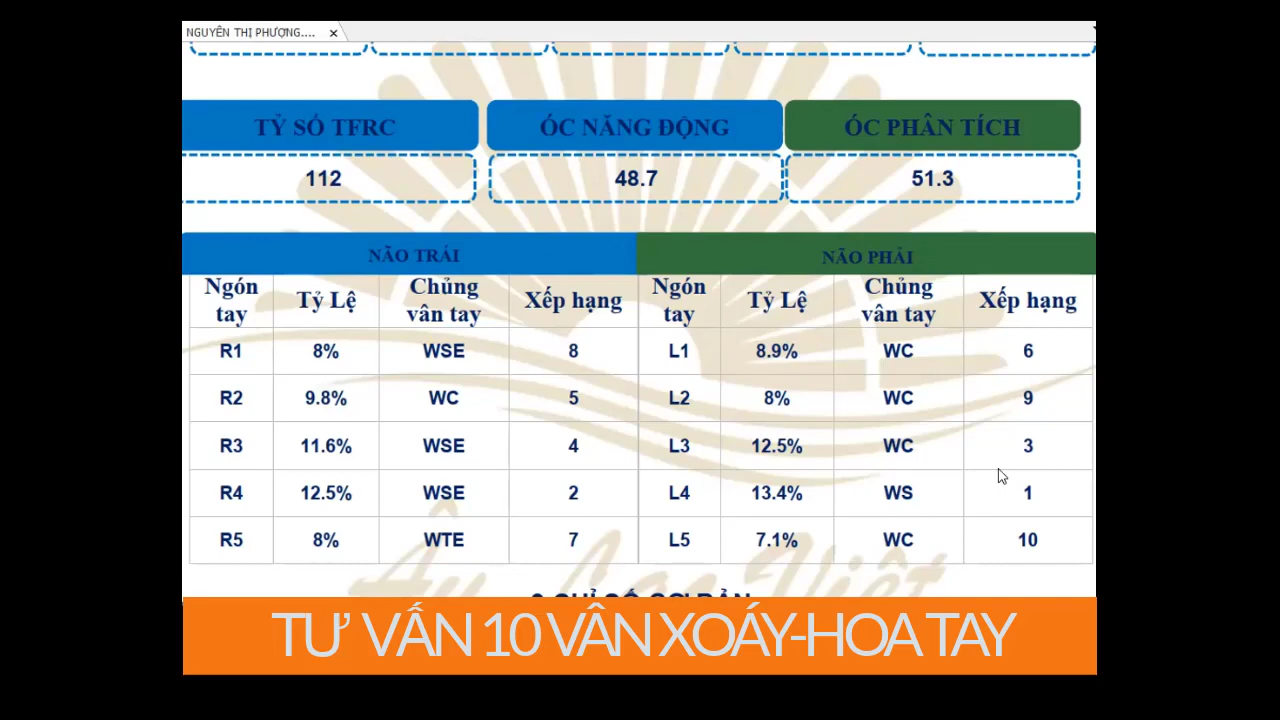 NGUYÊN THỊ PHƯỢNG....
TỶ SỐ TFRC ÓC NĂNG ĐỘNG ÓC PHÂN TÍCH
112 48.7 51.3
NÃO TRÁI NÃO PHẢI
Ngón tay Tỷ Lệ Chủng vân tay Xếp hạng Ngón tay Tỷ Lệ Chủng vân tay Xếp hạng
R1 8% WSE 8 L1 8.9% WC 6
R2 9.8% WC 5 L2 8% WC 9
R3 11.6% WSE 4 L3 12.5% WC 3
R4 12.5% WSE 2 L4 13.4% WS 1
R5 8% WTE 7 L5 7.1% WC 10
Âu Lạc Việt
TƯ VẤN 10 VÂN XOÁY-HOA TAY